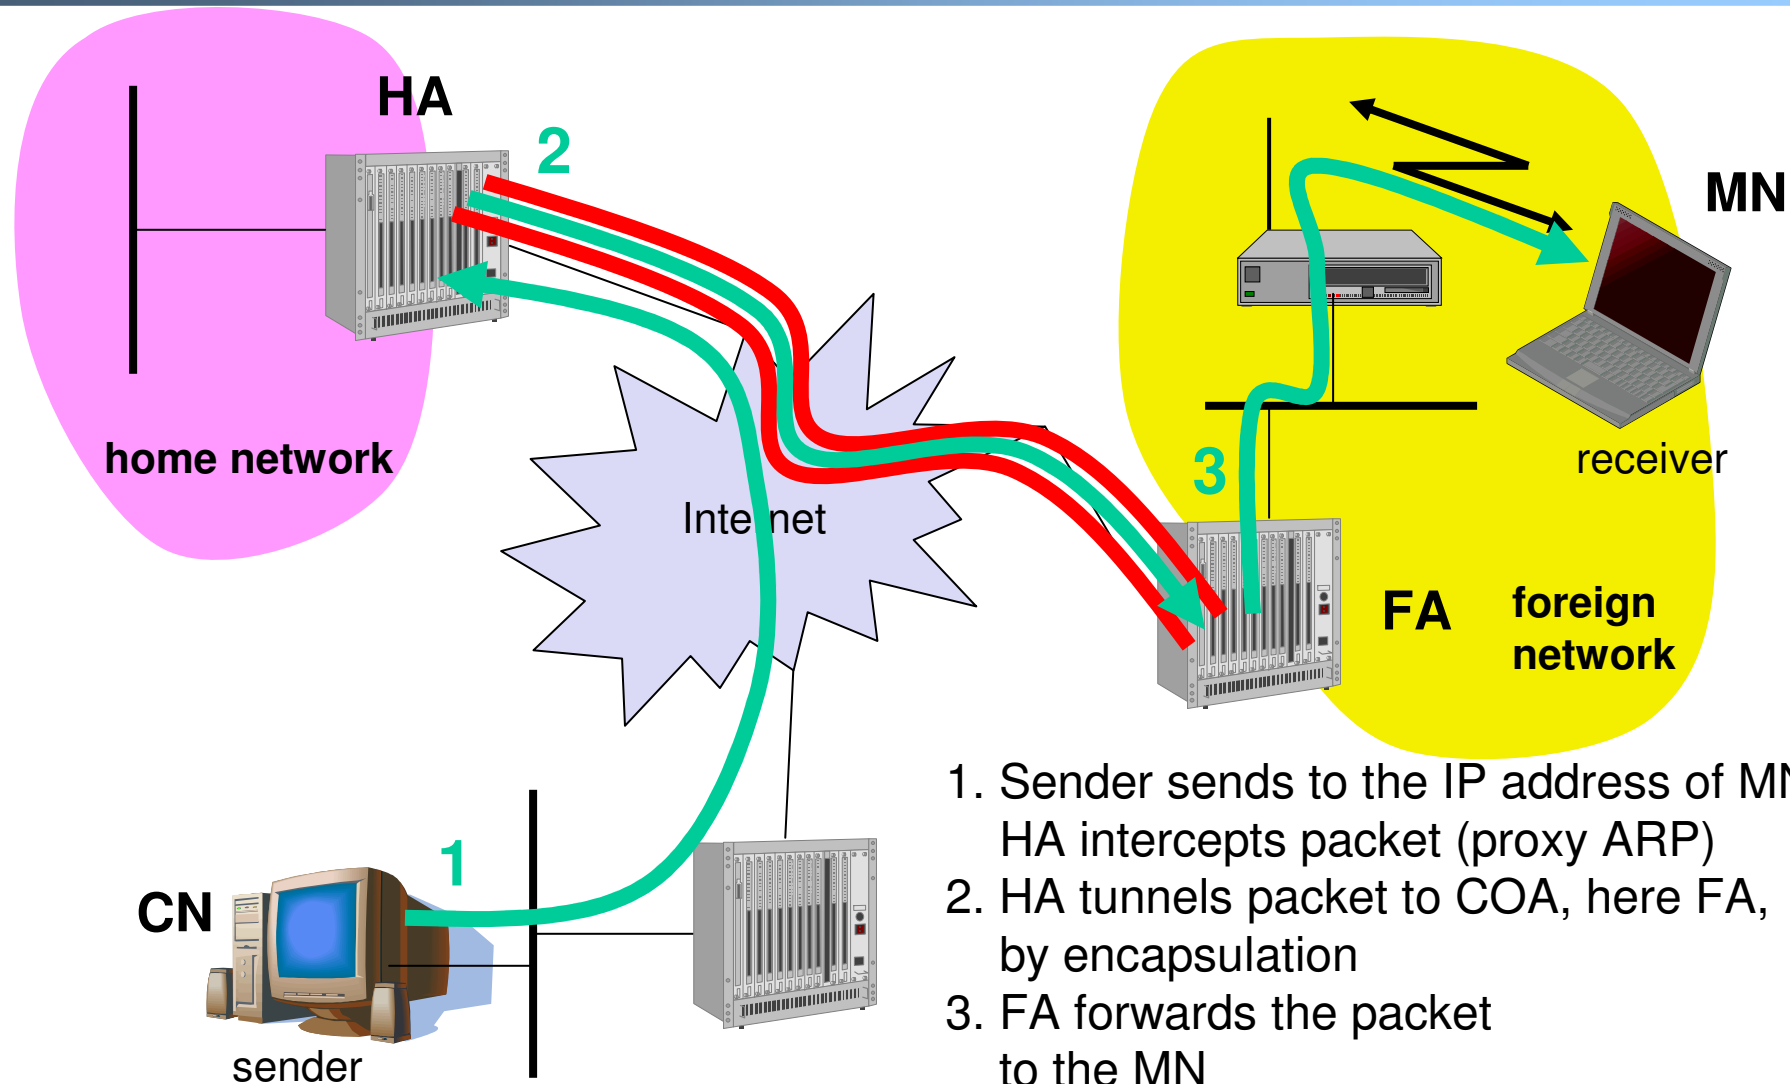 HA
2
MN
home network
receiver
3
Internet
FA
foreign
network
1
CN
sender
1. Sender sends to the IP address of MN
HA intercepts packet (proxy ARP)
2. HA tunnels packet to COA, here FA,
by encapsulation
3. FA forwards the packet
to the MN